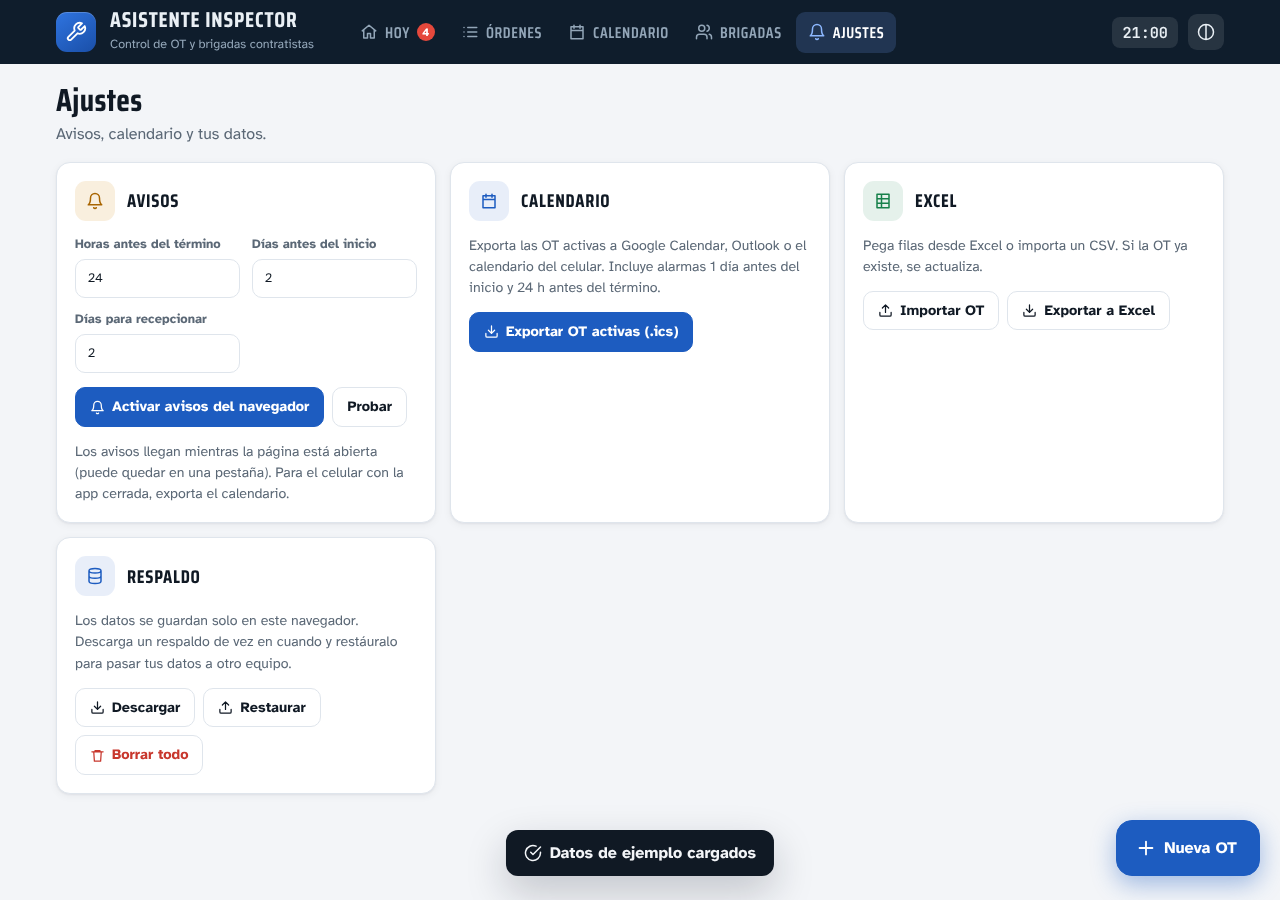 ASISTENTE INSPECTOR
Control de OT y brigadas contratistas
HOY 4
ÓRDENES
CALENDARIO
BRIGADAS
AJUSTES
21:00
Ajustes
Avisos, calendario y tus datos.
AVISOS
Horas antes del término
Días antes del inicio
24
2
Días para recepcionar
2
Activar avisos del navegador
Probar
Los avisos llegan mientras la página está abierta
(puede quedar en una pestaña). Para el celular con la
app cerrada, exporta el calendario.
CALENDARIO
Exporta las OT activas a Google Calendar, Outlook o el
calendario del celular. Incluye alarmas 1 día antes del
inicio y 24 h antes del término.
Exportar OT activas (.ics)
EXCEL
Pega filas desde Excel o importa un CSV. Si la OT ya
existe, se actualiza.
Importar OT
Exportar a Excel
RESPALDO
Los datos se guardan solo en este navegador.
Descarga un respaldo de vez en cuando y restáuralo
para pasar tus datos a otro equipo.
Descargar
Restaurar
Borrar todo
Datos de ejemplo cargados
Nueva OT